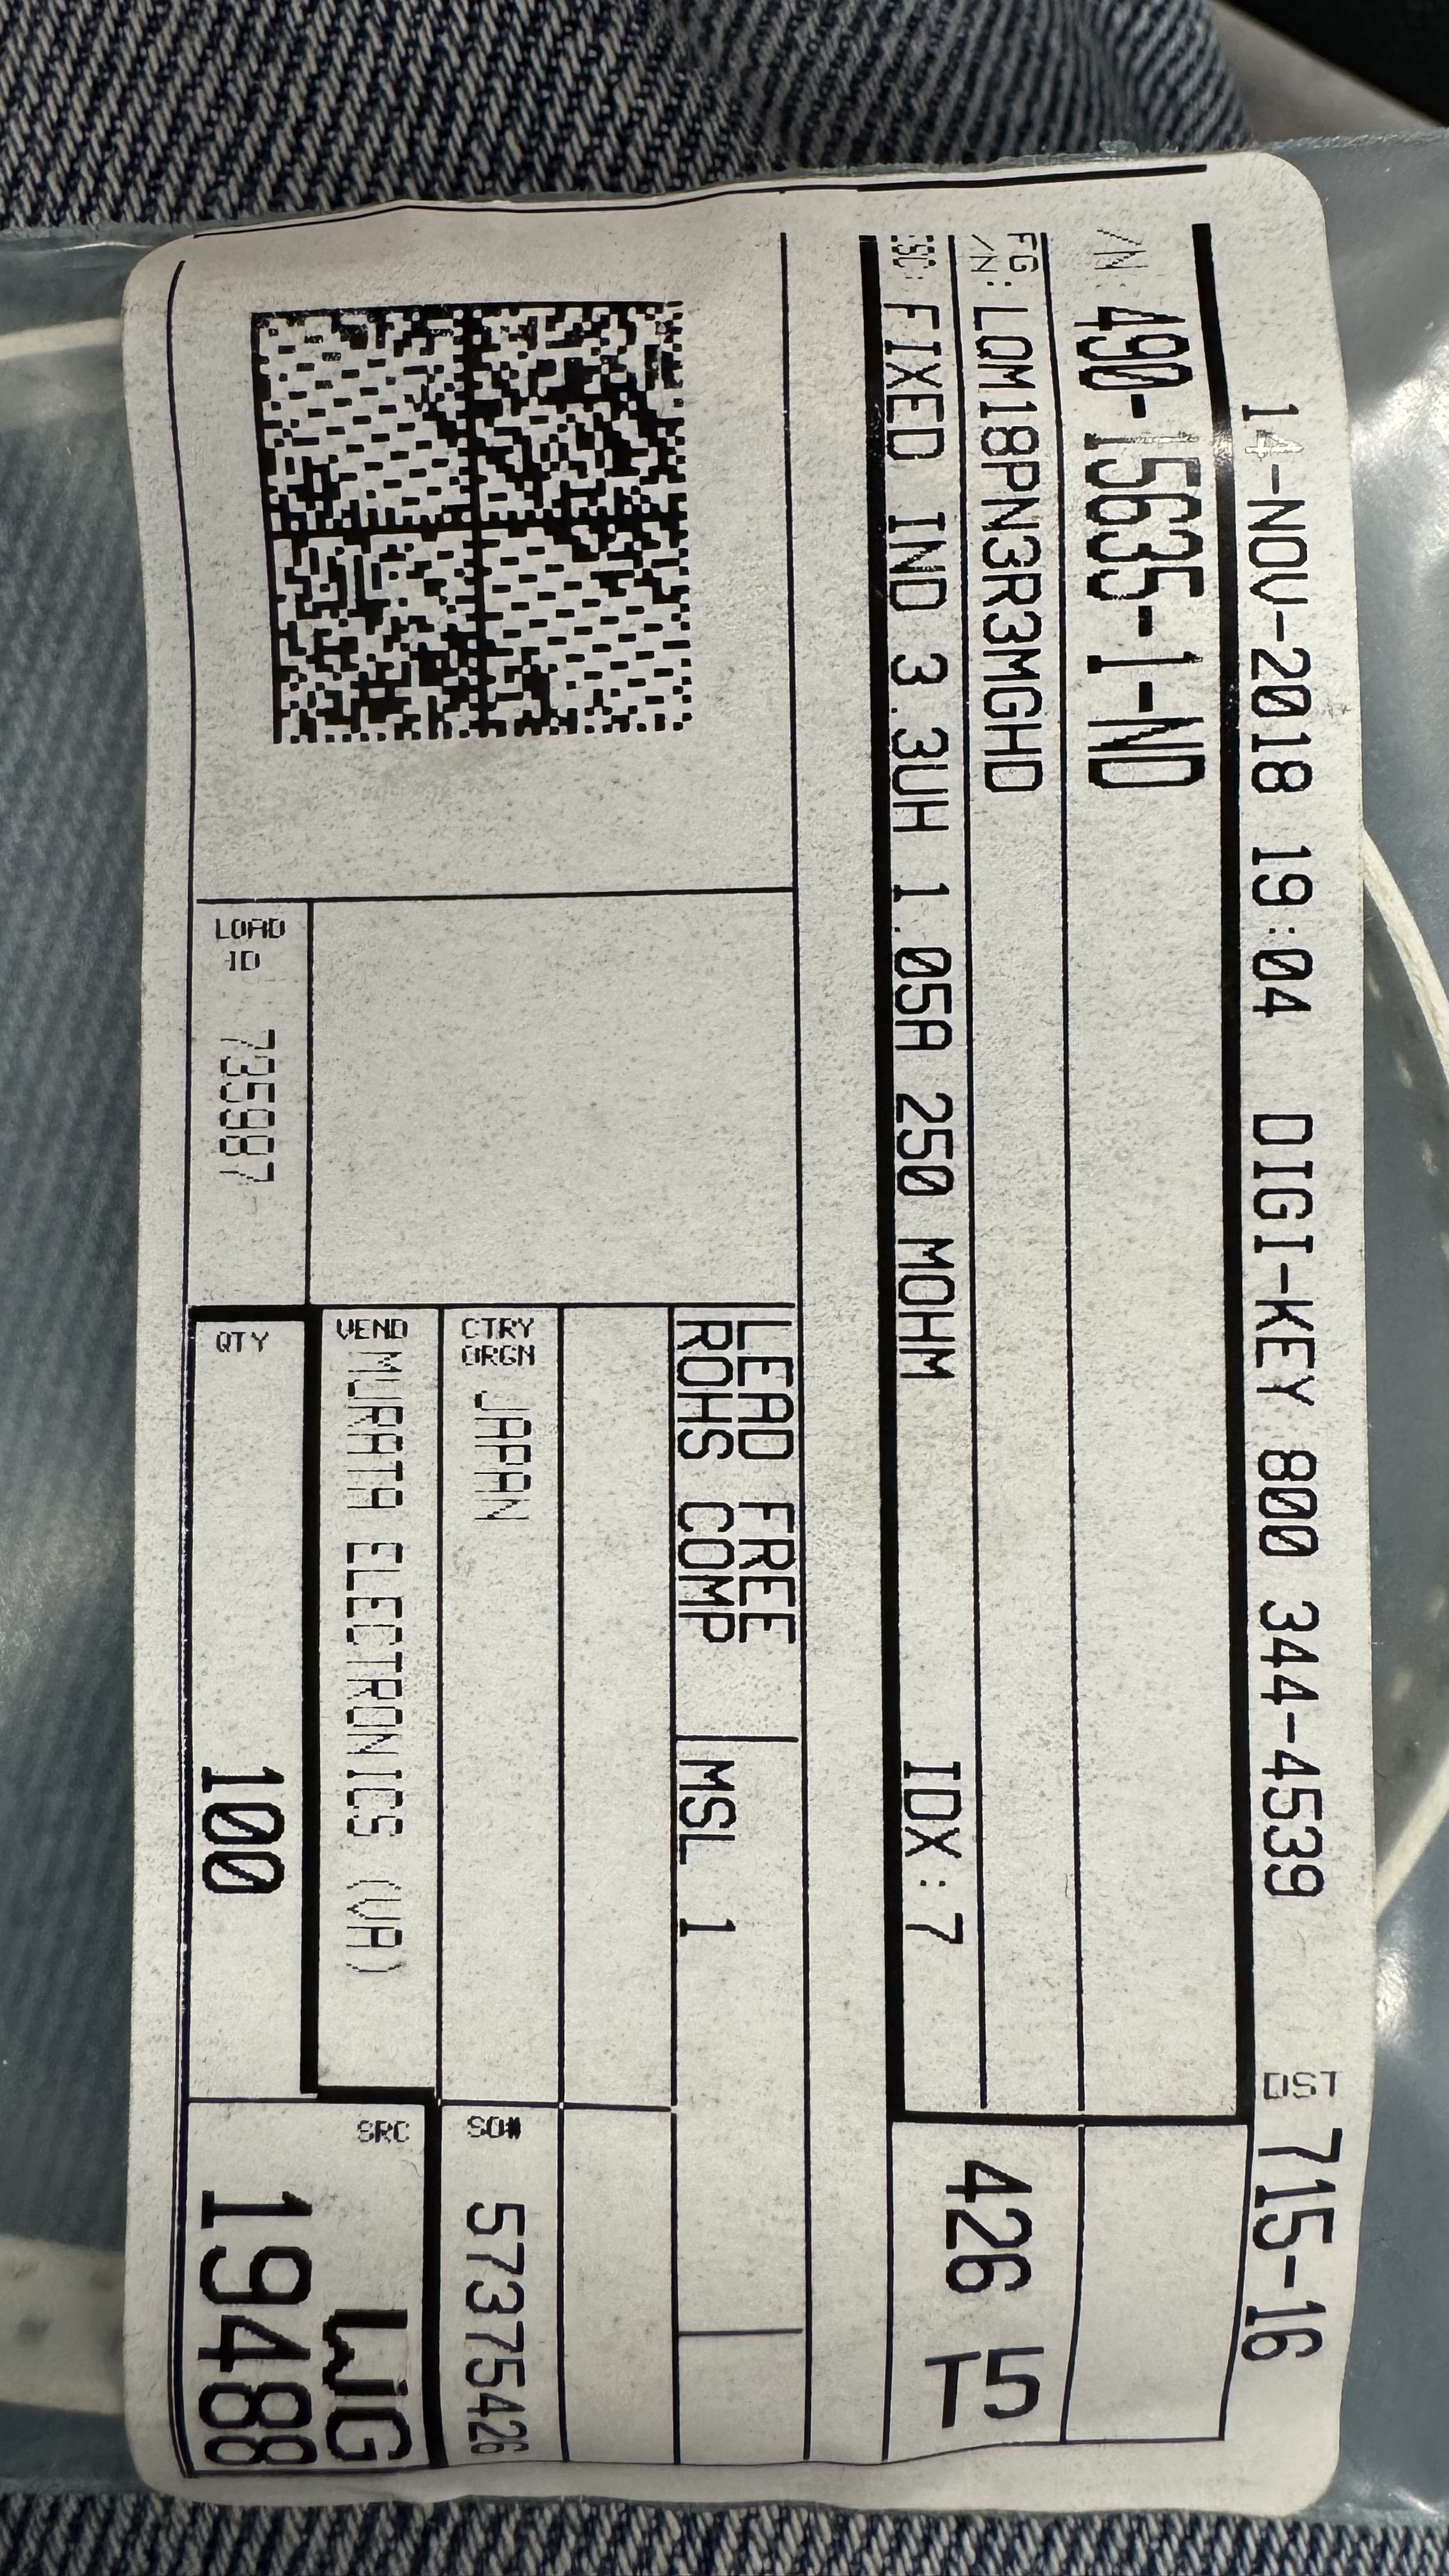 14-NOV-2018 19:04 DIGI-KEY 800 344-4539 DST 715-16
/N 490-15635-1-ND
FG /N: LQM18PN3R3MGHD
426 T5
SC: FIXED IND 3.3UH 1.05A 250 MOHM IDX:7
LEAD FREE
ROHS COMP
MSL 1
CTRY
ORGN JAPAN
SO# 57375426
VEND MURATA ELECTRONICS (VA)
SRC WG
19488
LOAD
ID 735987
QTY 100